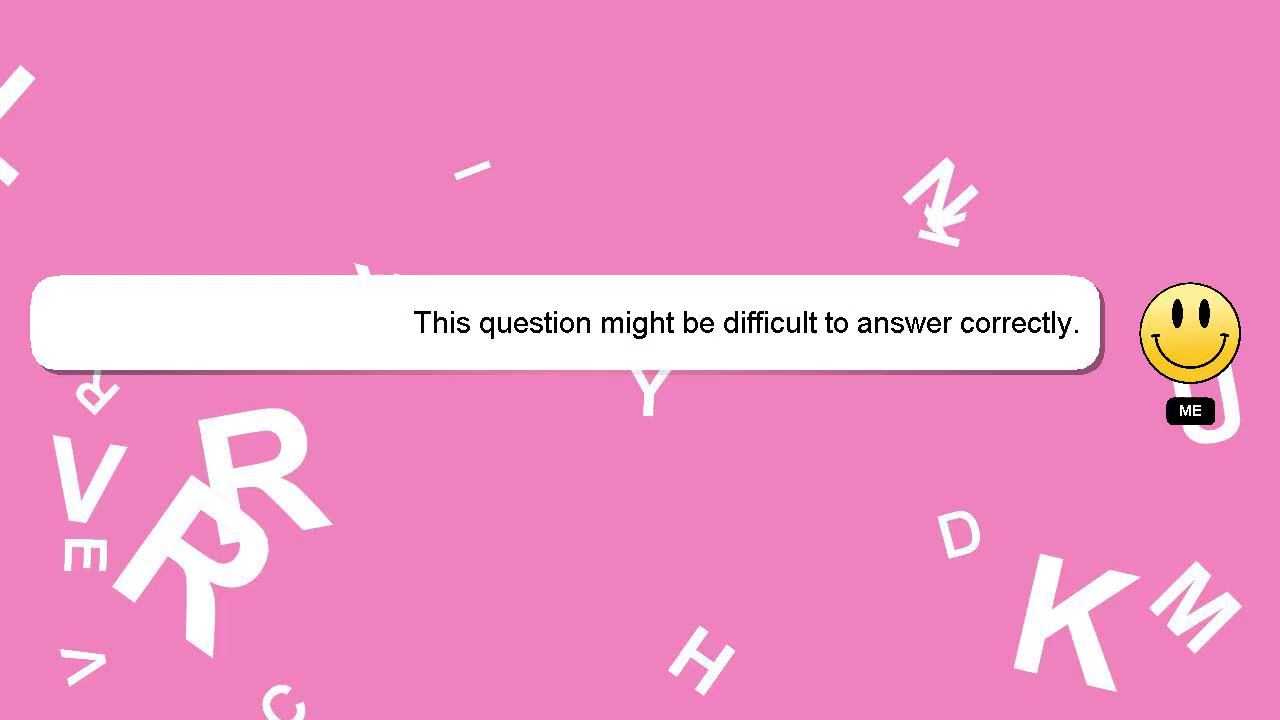 I
N
K
This question might be difficult to answer correctly.
ME
R
Y
U
V
R
R
E
D
K
M
H
V
C